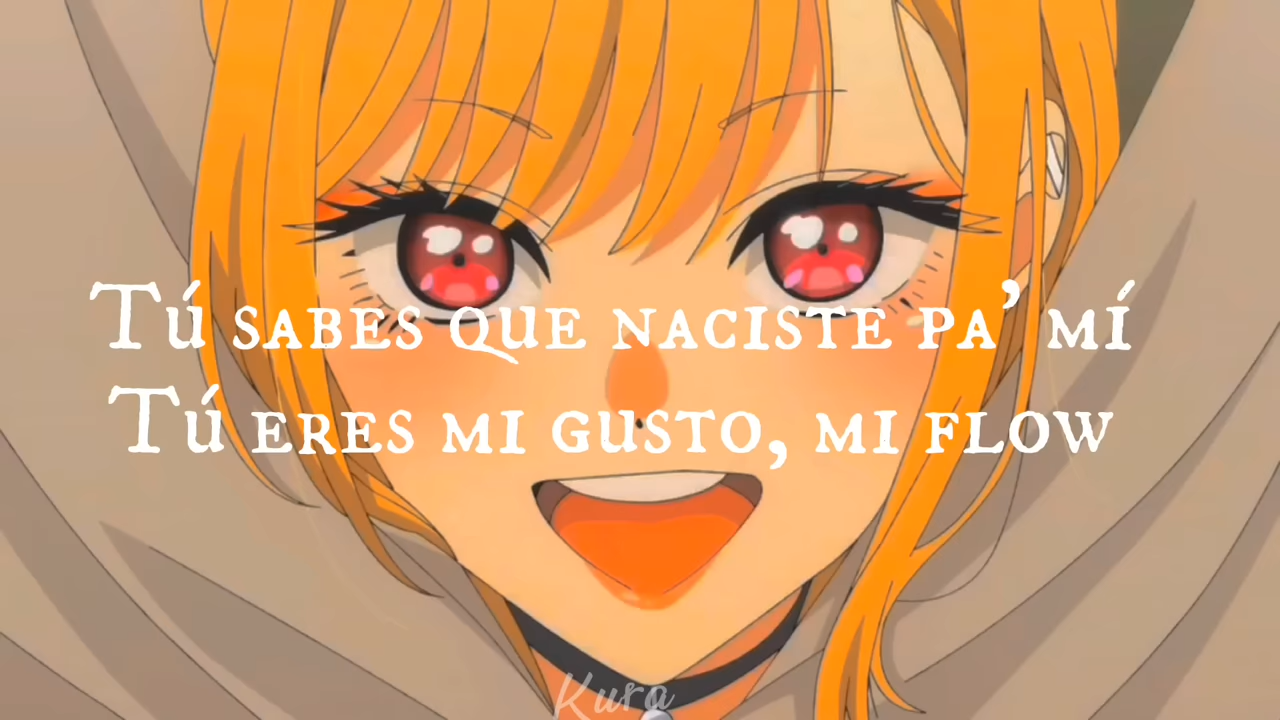 Tú sabes que naciste pa' mí
Tú eres mi gusto, mi flow
Kura